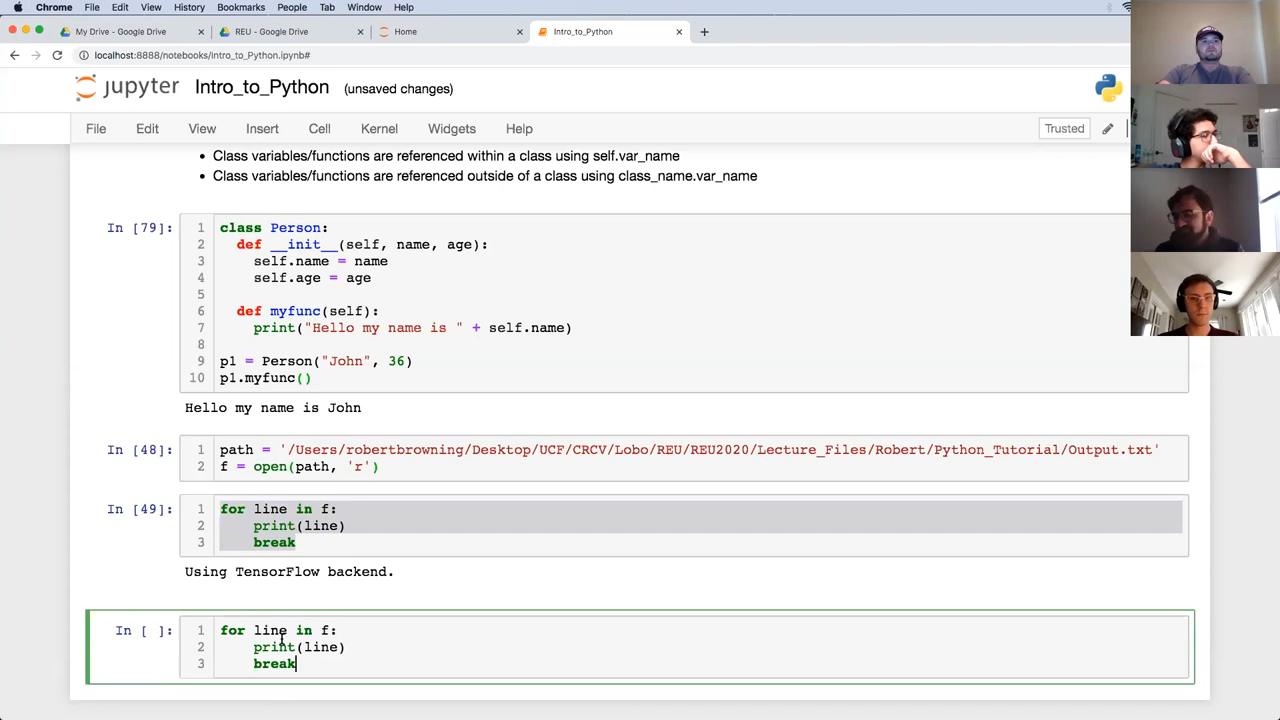 Chrome File Edit View History Bookmarks People Tab Window Help
My Drive - Google Drive × REU - Google Drive × Home × Intro_to_Python × +
localhost:8888/notebooks/Intro_to_Python.ipynb#
jupyter Intro_to_Python (unsaved changes)
File Edit View Insert Cell Kernel Widgets Help Trusted
• Class variables/functions are referenced within a class using self.var_name
• Class variables/functions are referenced outside of a class using class_name.var_name
In [79]: 1 class Person:
2   def __init__(self, name, age):
3     self.name = name
4     self.age = age
5
6   def myfunc(self):
7     print("Hello my name is " + self.name)
8
9 p1 = Person("John", 36)
10 p1.myfunc()
Hello my name is John
In [48]: 1 path = '/Users/robertbrowning/Desktop/UCF/CRCV/Lobo/REU/REU2020/Lecture_Files/Robert/Python_Tutorial/Output.txt'
2 f = open(path, 'r')
In [49]: 1 for line in f:
2     print(line)
3     break
Using TensorFlow backend.
In [ ]: 1 for line in f:
2     print(line)
3     break